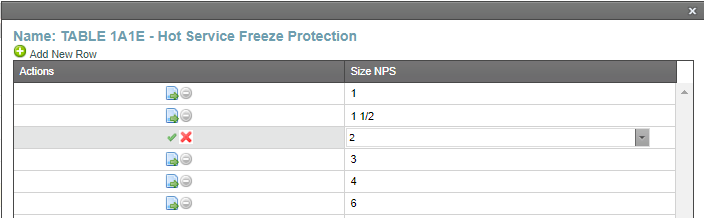 Name: TABLE 1A1E - Hot Service Freeze Protection
Add New Row
Actions Size NPS
1
1 1/2
2
3
4
6